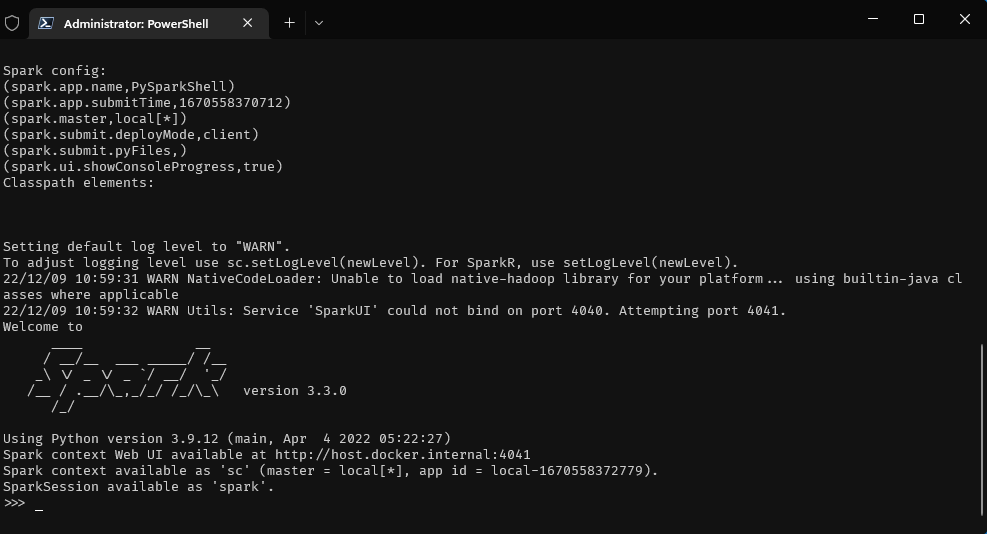 Administrator: PowerShell
Spark config:
(spark.app.name,PySparkShell)
(spark.app.submitTime,1670558370712)
(spark.master,local[*])
(spark.submit.deployMode,client)
(spark.submit.pyFiles,)
(spark.ui.showConsoleProgress,true)
Classpath elements:
Setting default log level to "WARN".
To adjust logging level use sc.setLogLevel(newLevel). For SparkR, use setLogLevel(newLevel).
22/12/09 10:59:31 WARN NativeCodeLoader: Unable to load native-hadoop library for your platform... using builtin-java cl
asses where applicable
22/12/09 10:59:32 WARN Utils: Service 'SparkUI' could not bind on port 4040. Attempting port 4041.
Welcome to
      ____              __
     / __/__  ___ _____/ /__
    _\ \/ _ \/ _ `/ __/  '_/
   /__ / .__/\_,_/_/ /_/\_\   version 3.3.0
      /_/
Using Python version 3.9.12 (main, Apr  4 2022 05:22:27)
Spark context Web UI available at http://host.docker.internal:4041
Spark context available as 'sc' (master = local[*], app id = local-1670558372779).
SparkSession available as 'spark'.
>>> _